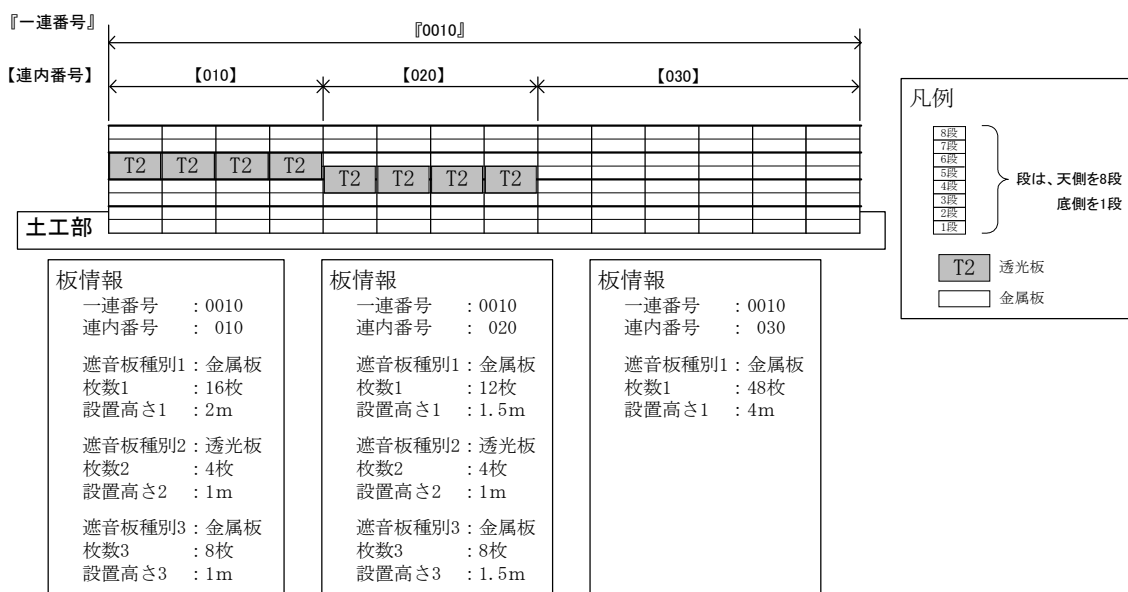 『一連番号』
『0010』
【連内番号】
【010】
【020】
【030】
T2 T2 T2 T2
T2 T2 T2 T2
土工部
凡例
8段
7段
6段
5段
4段
3段
2段
1段
段は、天側を8段
底側を1段
T2 透光板
金属板
板情報
一連番号 :0010
連内番号 : 010
遮音板種別1:金属板
枚数1 :16枚
設置高さ1 :2m
遮音板種別2:透光板
枚数2 :4枚
設置高さ2 :1m
遮音板種別3:金属板
枚数3 :8枚
設置高さ3 :1m
板情報
一連番号 :0010
連内番号 : 020
遮音板種別1:金属板
枚数1 :12枚
設置高さ1 :1.5m
遮音板種別2:透光板
枚数2 :4枚
設置高さ2 :1m
遮音板種別3:金属板
枚数3 :8枚
設置高さ3 :1.5m
板情報
一連番号 :0010
連内番号 : 030
遮音板種別1:金属板
枚数1 :48枚
設置高さ1 :4m